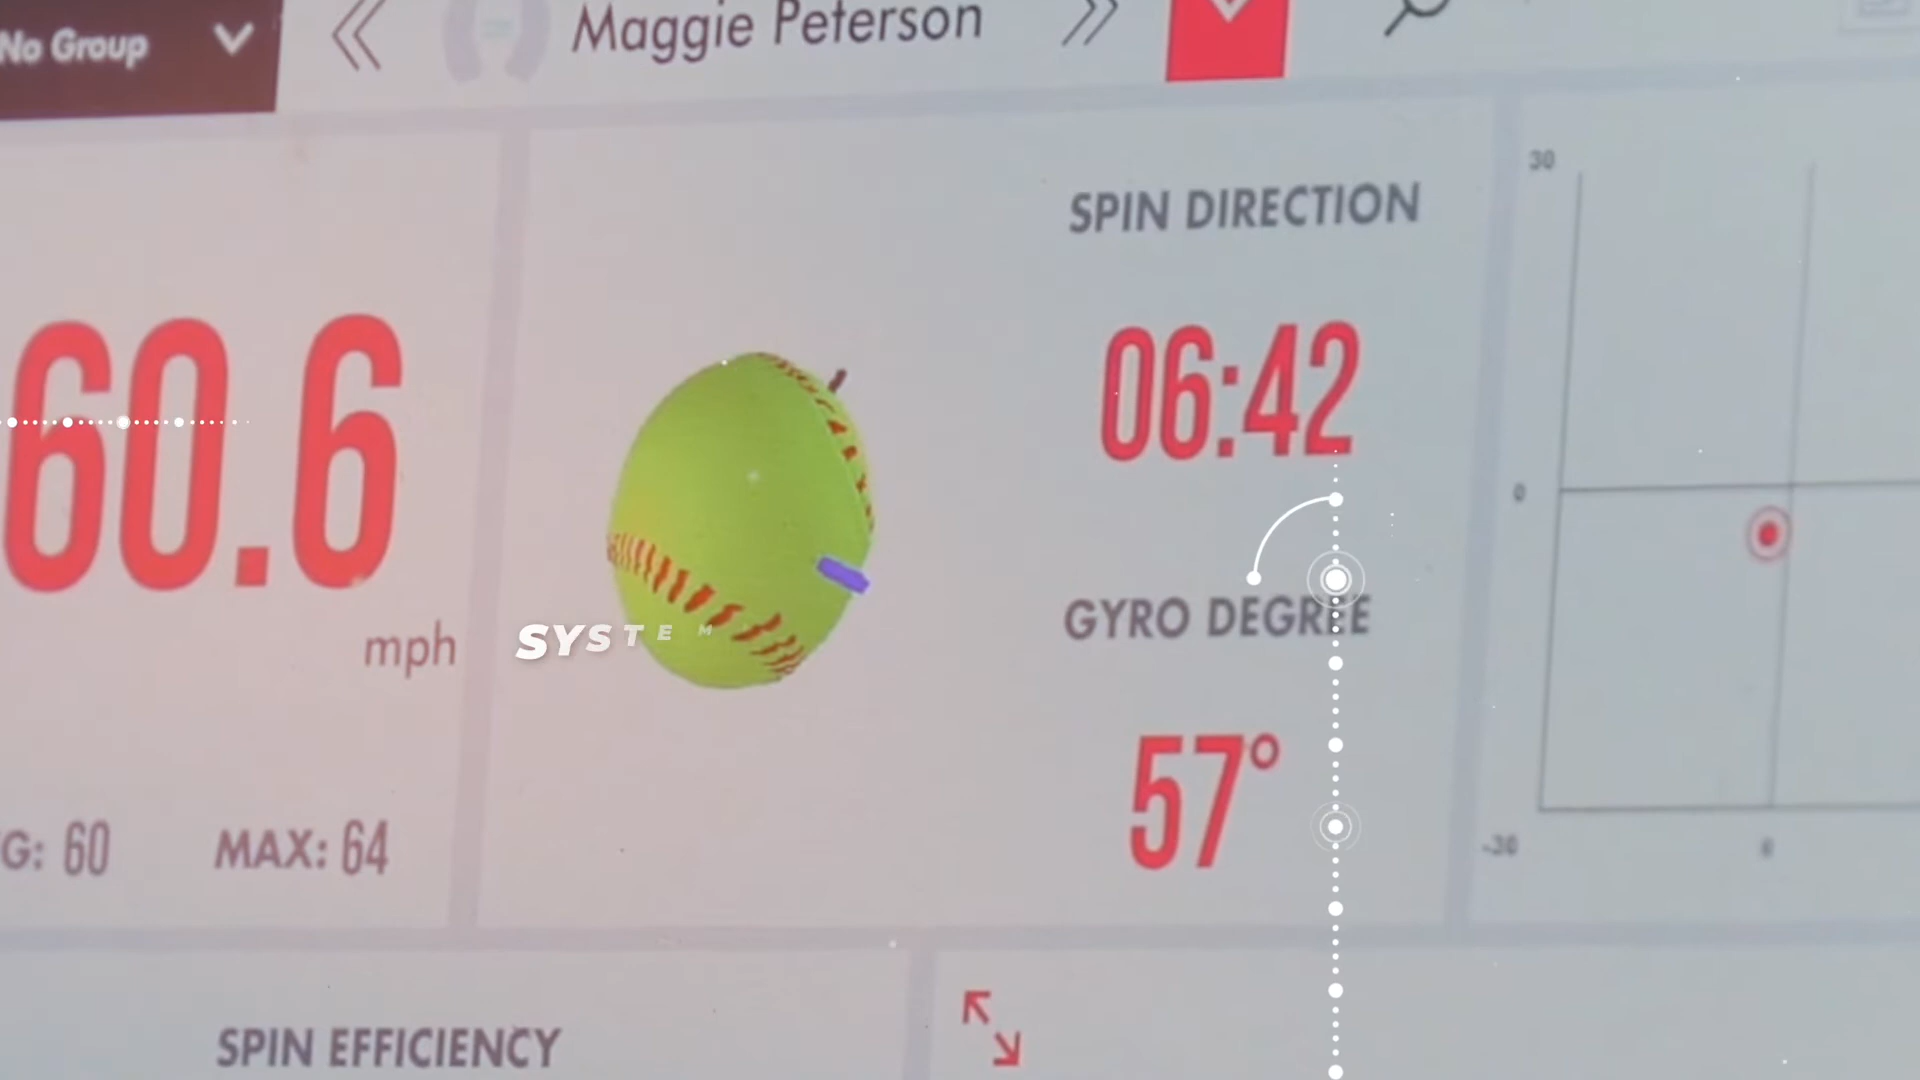 No Group
Maggie Peterson
SPIN DIRECTION
30
60.6
06:42
0
mph
SYSTEM
GYRO DEGREE
57°
G: 60
MAX: 64
-30
SPIN EFFICIENCY